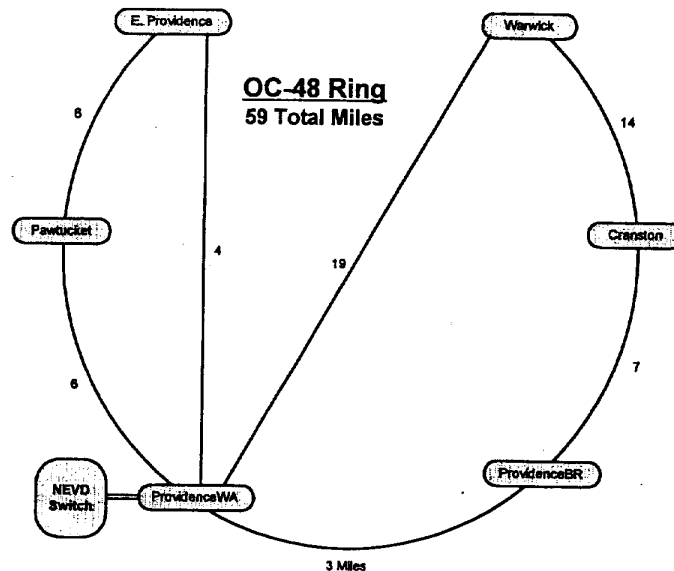 E. Providence
Warwick
OC-48 Ring
59 Total Miles
6
14
Pawtucket
Cranston
4
19
6
7
NEVD
Switch
ProvidenceWA
ProvidenceBR
3 Miles